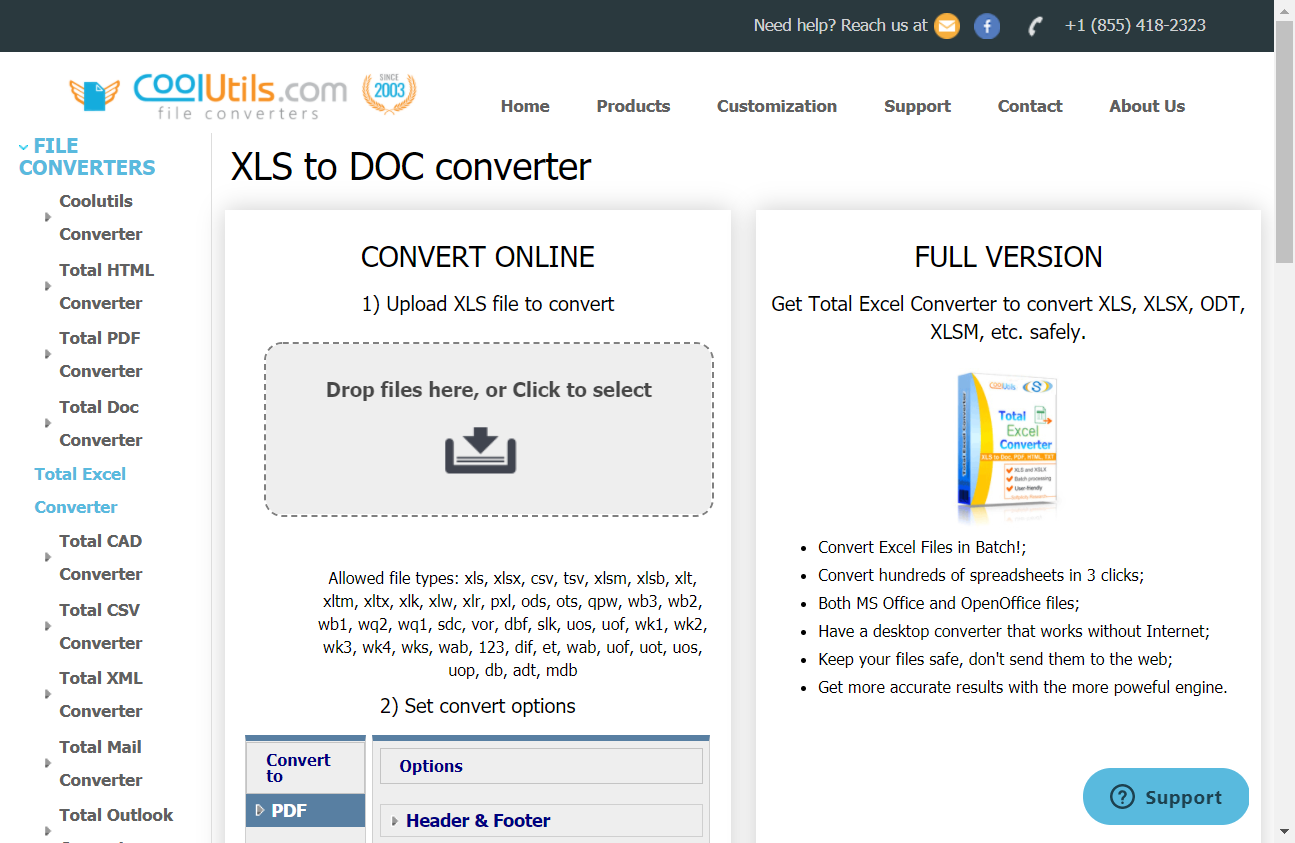 Need help? Reach us at
+1 (855) 418-2323
CoolUtils.com
file converters
SINCE
2003
Home
Products
Customization
Support
Contact
About Us
FILE
CONVERTERS
Coolutils
Converter
Total HTML
Converter
Total PDF
Converter
Total Doc
Converter
Total Excel
Converter
Total CAD
Converter
Total CSV
Converter
Total XML
Converter
Total Mail
Converter
Total Outlook
XLS to DOC converter
CONVERT ONLINE
1) Upload XLS file to convert
Drop files here, or Click to select
Allowed file types: xls, xlsx, csv, tsv, xlsm, xlsb, xlt,
xltm, xltx, xlk, xlw, xlr, pxl, ods, ots, qpw, wb3, wb2,
wb1, wq2, wq1, sdc, vor, dbf, slk, uos, uof, wk1, wk2,
wk3, wk4, wks, wab, 123, dif, et, wab, uof, uot, uos,
uop, db, adt, mdb
2) Set convert options
Convert
to
PDF
Options
Header & Footer
FULL VERSION
Get Total Excel Converter to convert XLS, XLSX, ODT,
XLSM, etc. safely.
CoolUtils
Total
Excel
Converter
XLS to Doc, PDF, HTML, TXT
XLS and XSLX
Batch processing
User-friendly
Total Excel Converter
Convert Excel Files in Batch!;
Convert hundreds of spreadsheets in 3 clicks;
Both MS Office and OpenOffice files;
Have a desktop converter that works without Internet;
Keep your files safe, don't send them to the web;
Get more accurate results with the more poweful engine.
Support